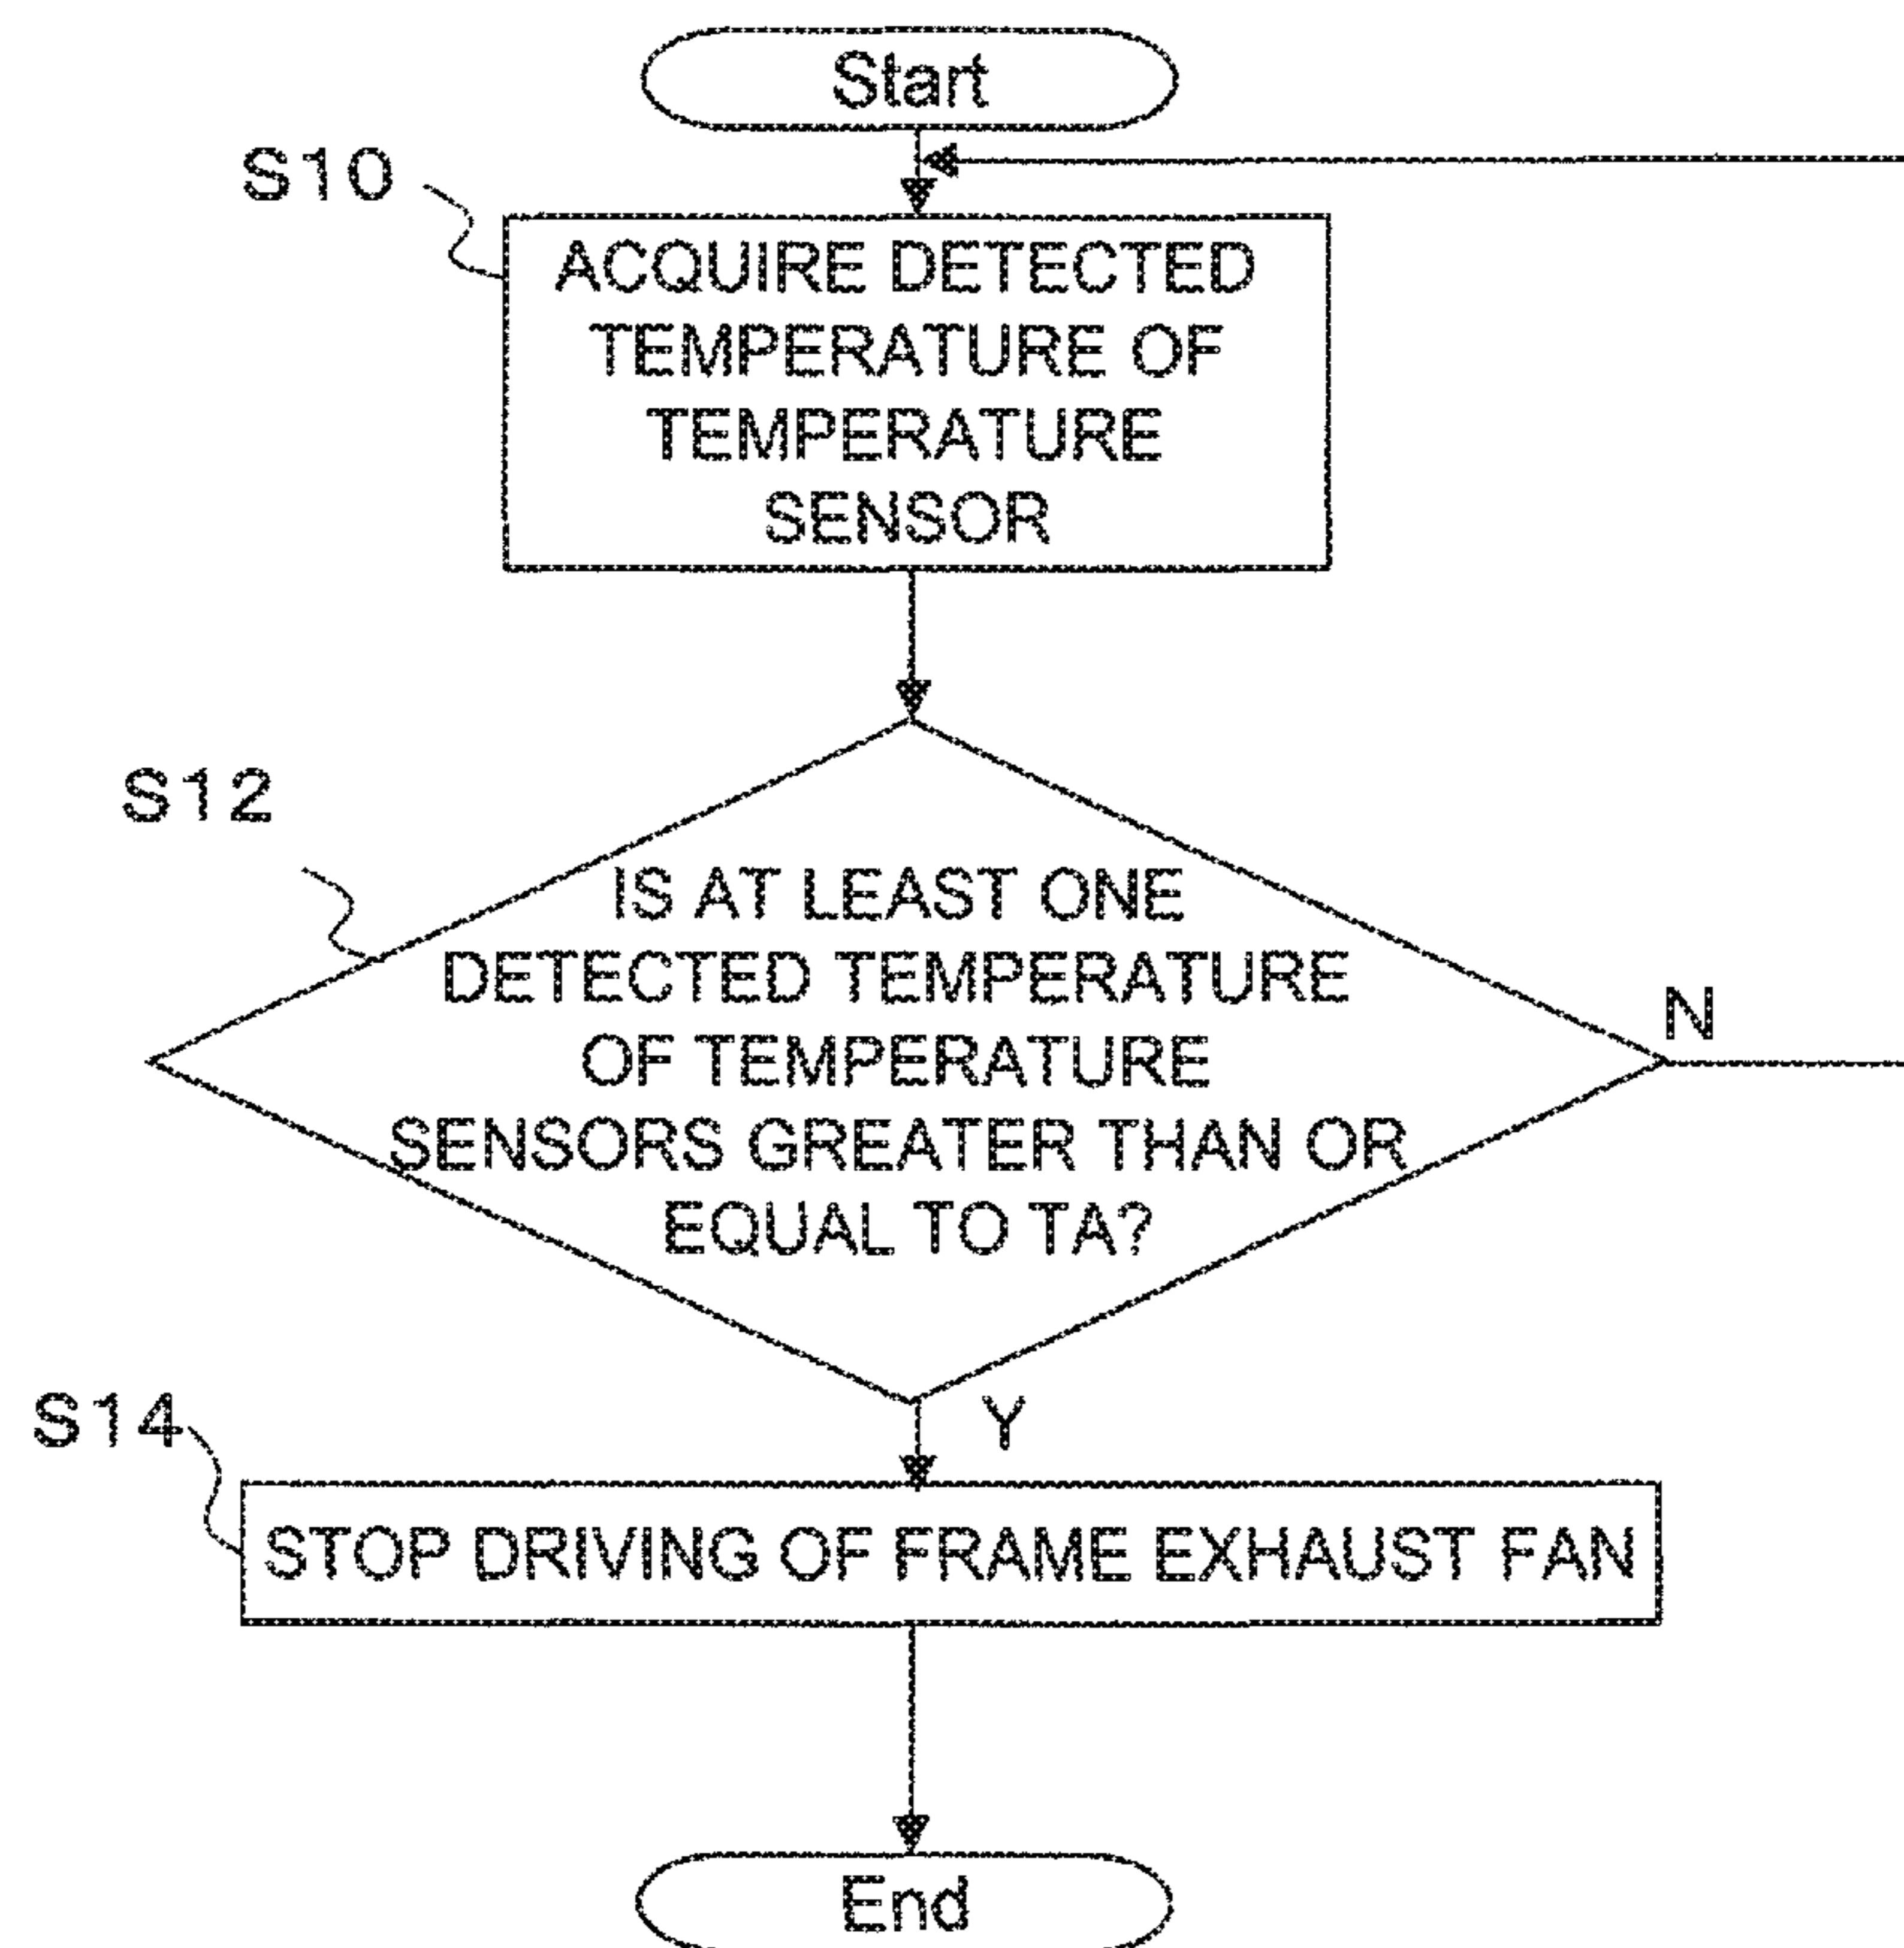 Start
S10
ACQUIRE DETECTED
TEMPERATURE OF
TEMPERATURE
SENSOR
S12
IS AT LEAST ONE
DETECTED TEMPERATURE
OF TEMPERATURE
SENSORS GREATER THAN OR
EQUAL TO TA?
N
Y
S14
STOP DRIVING OF FRAME EXHAUST FAN
End